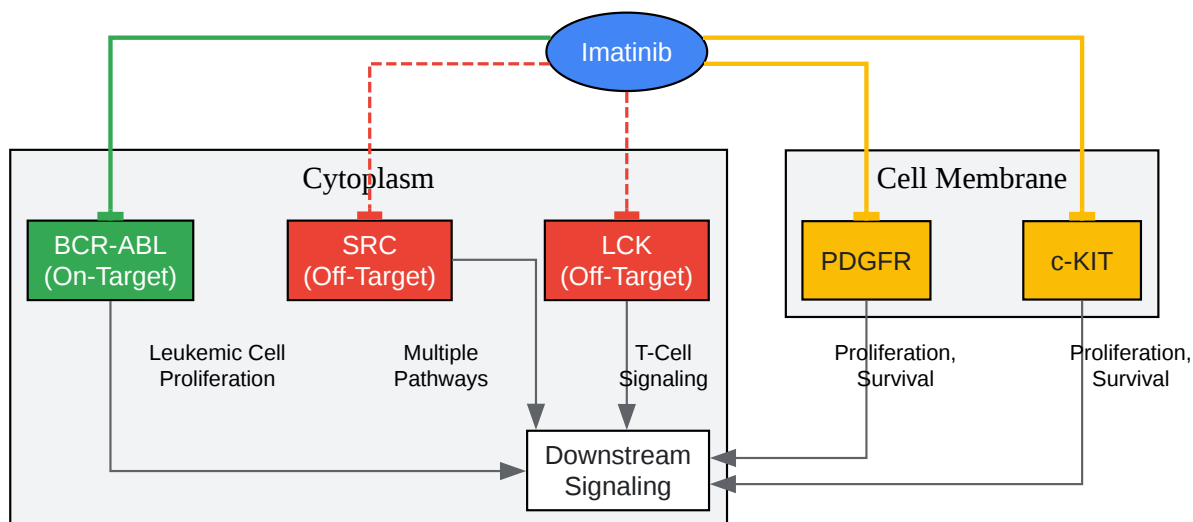 Imatinib
Cytoplasm
Cell Membrane
BCR-ABL
(On-Target)
SRC
(Off-Target)
LCK
(Off-Target)
PDGFR
c-KIT
Leukemic Cell
Proliferation
Multiple
Pathways
T-Cell
Signaling
Proliferation,
Survival
Proliferation,
Survival
Downstream
Signaling